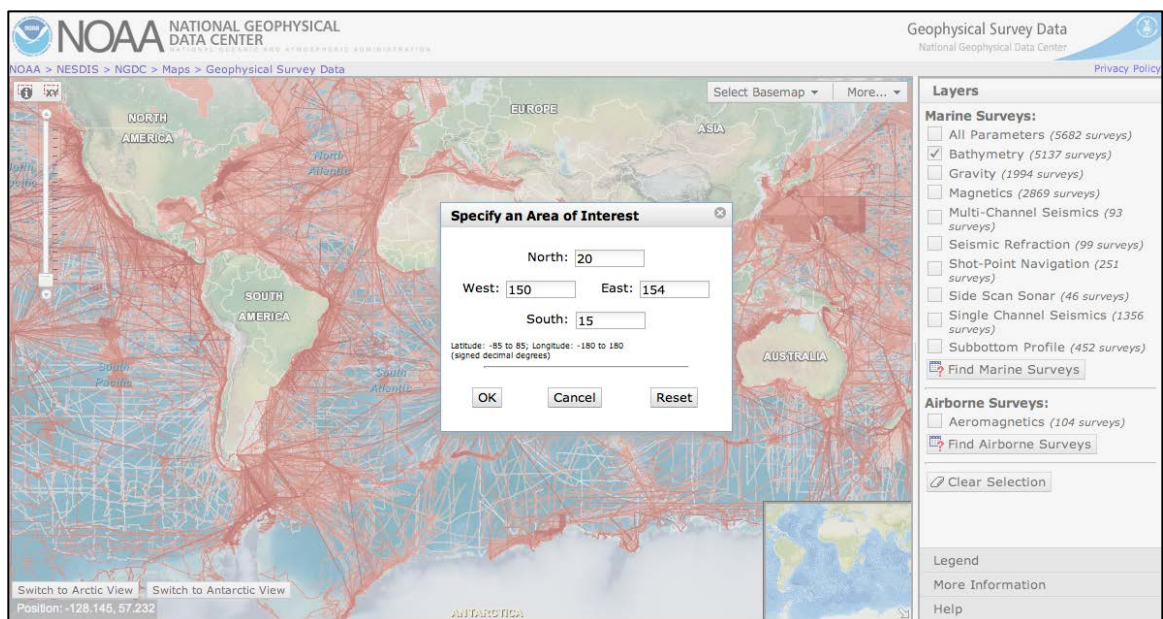 NOAA NATIONAL GEOPHYSICAL
DATA CENTER
NATIONAL OCEANIC AND ATMOSPHERIC ADMINISTRATION
Geophysical Survey Data
National Geophysical Data Center
NOAA > NESDIS > NGDC > Maps > Geophysical Survey Data
Privacy Policy
XY
Select Basemap
More...
NORTH
AMERICA
EUROPE
ASIA
North
Atlantic
SOUTH
AMERICA
South
Pacific
South
Atlantic
AUSTRALIA
ANTARCTICA
Specify an Area of Interest
North: 20
West: 150 East: 154
South: 15
Latitude: -85 to 85; Longitude: -180 to 180
(signed decimal degrees)
OK Cancel Reset
Switch to Arctic View Switch to Antarctic View
Position: -128.145, 57.232
Layers
Marine Surveys:
All Parameters (5682 surveys)
Bathymetry (5137 surveys)
Gravity (1994 surveys)
Magnetics (2869 surveys)
Multi-Channel Seismics (93
surveys)
Seismic Refraction (99 surveys)
Shot-Point Navigation (251
surveys)
Side Scan Sonar (46 surveys)
Single Channel Seismics (1356
surveys)
Subbottom Profile (452 surveys)
Find Marine Surveys
Airborne Surveys:
Aeromagnetics (104 surveys)
Find Airborne Surveys
Clear Selection
Legend
More Information
Help